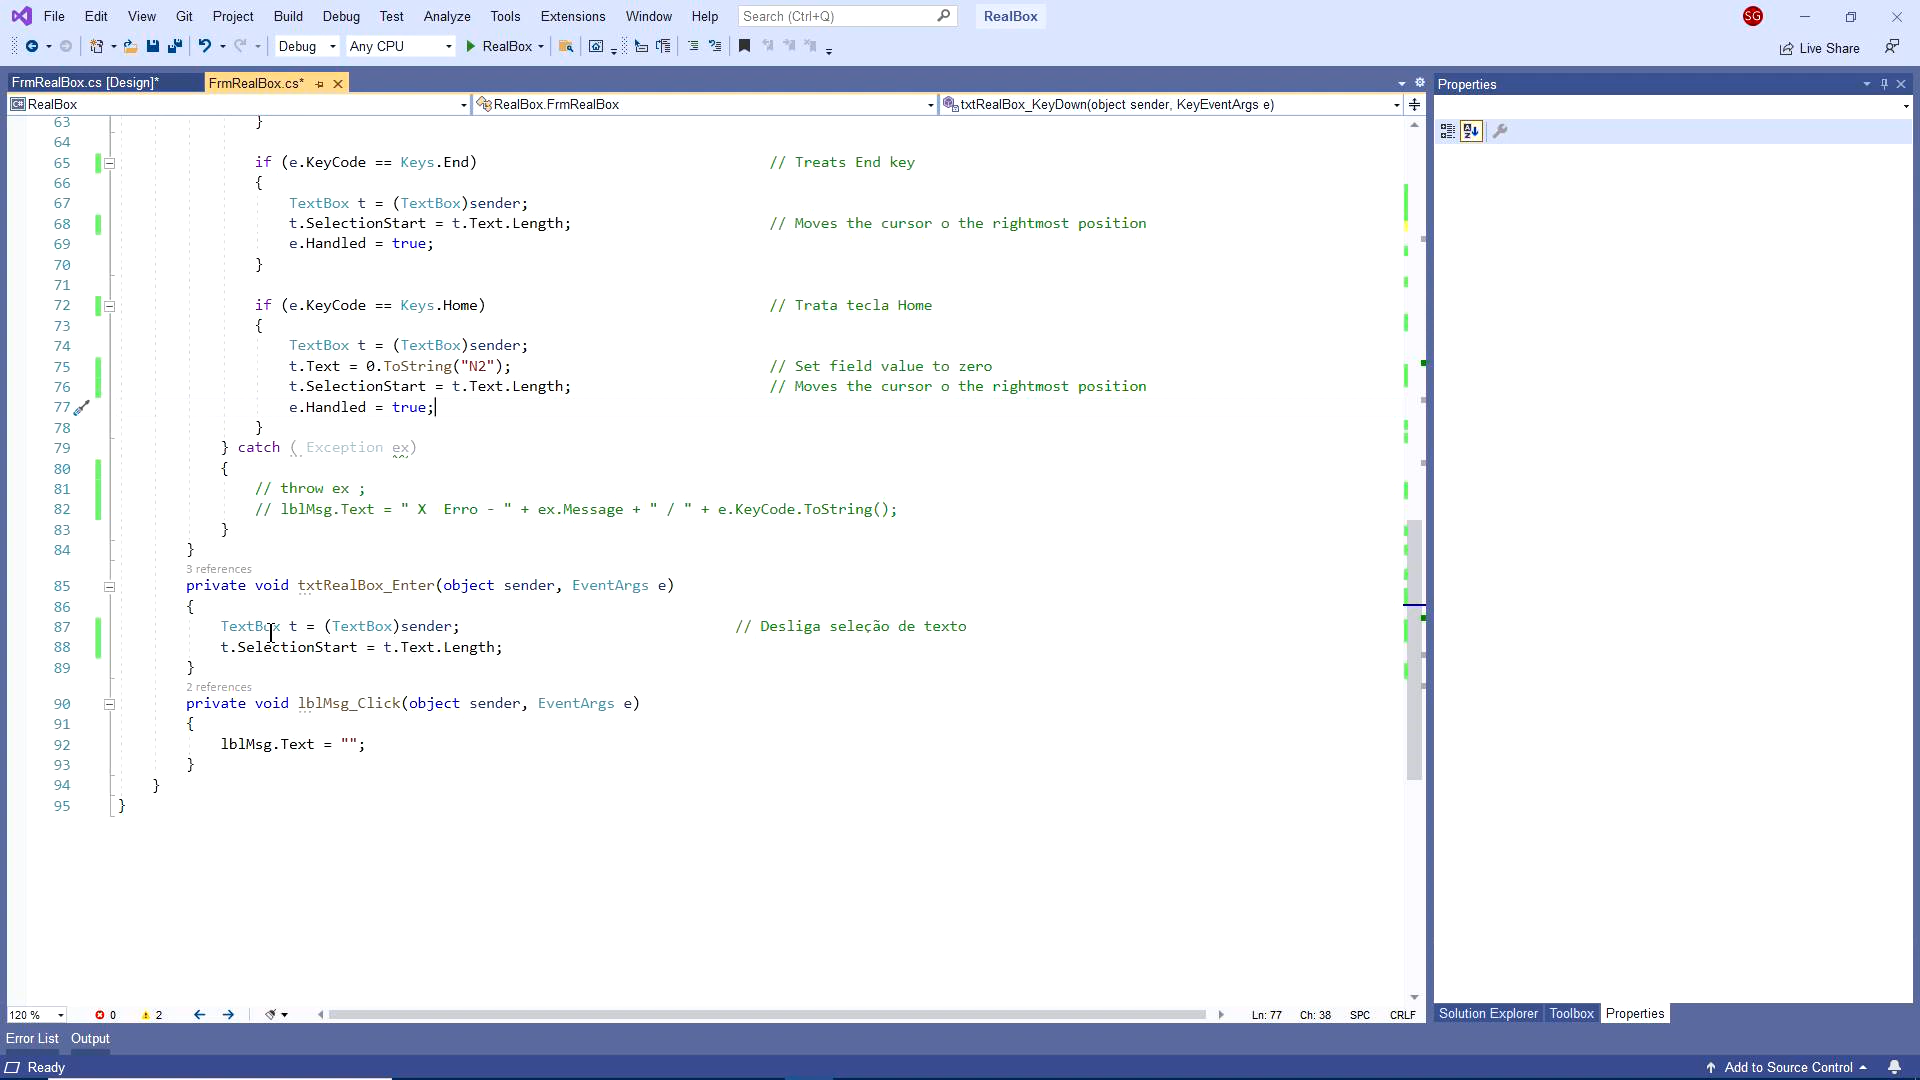 File Edit View Git Project Build Debug Test Analyze Tools Extensions Window Help Search (Ctrl+Q) RealBox SG
Debug Any CPU RealBox Live Share
FrmRealBox.cs [Design]* FrmRealBox.cs*
RealBox RealBox.FrmRealBox txtRealBox_KeyDown(object sender, KeyEventArgs e)
63 }
64
65 if (e.KeyCode == Keys.End) // Treats End key
66 {
67 TextBox t = (TextBox)sender;
68 t.SelectionStart = t.Text.Length; // Moves the cursor o the rightmost position
69 e.Handled = true;
70 }
71
72 if (e.KeyCode == Keys.Home) // Trata tecla Home
73 {
74 TextBox t = (TextBox)sender;
75 t.Text = 0.ToString("N2"); // Set field value to zero
76 t.SelectionStart = t.Text.Length; // Moves the cursor o the rightmost position
77 e.Handled = true;
78 }
79 } catch ( Exception ex)
80 {
81 // throw ex ;
82 // lblMsg.Text = " X  Erro - " + ex.Message + " / " + e.KeyCode.ToString();
83 }
84 }
3 references
85 private void txtRealBox_Enter(object sender, EventArgs e)
86 {
87 TextBox t = (TextBox)sender; // Desliga seleção de texto
88 t.SelectionStart = t.Text.Length;
89 }
2 references
90 private void lblMsg_Click(object sender, EventArgs e)
91 {
92 lblMsg.Text = "";
93 }
94 }
95 }
120 % 0 2 Ln: 77 Ch: 38 SPC CRLF
Properties
Solution Explorer Toolbox Properties
Error List Output
Ready Add to Source Control